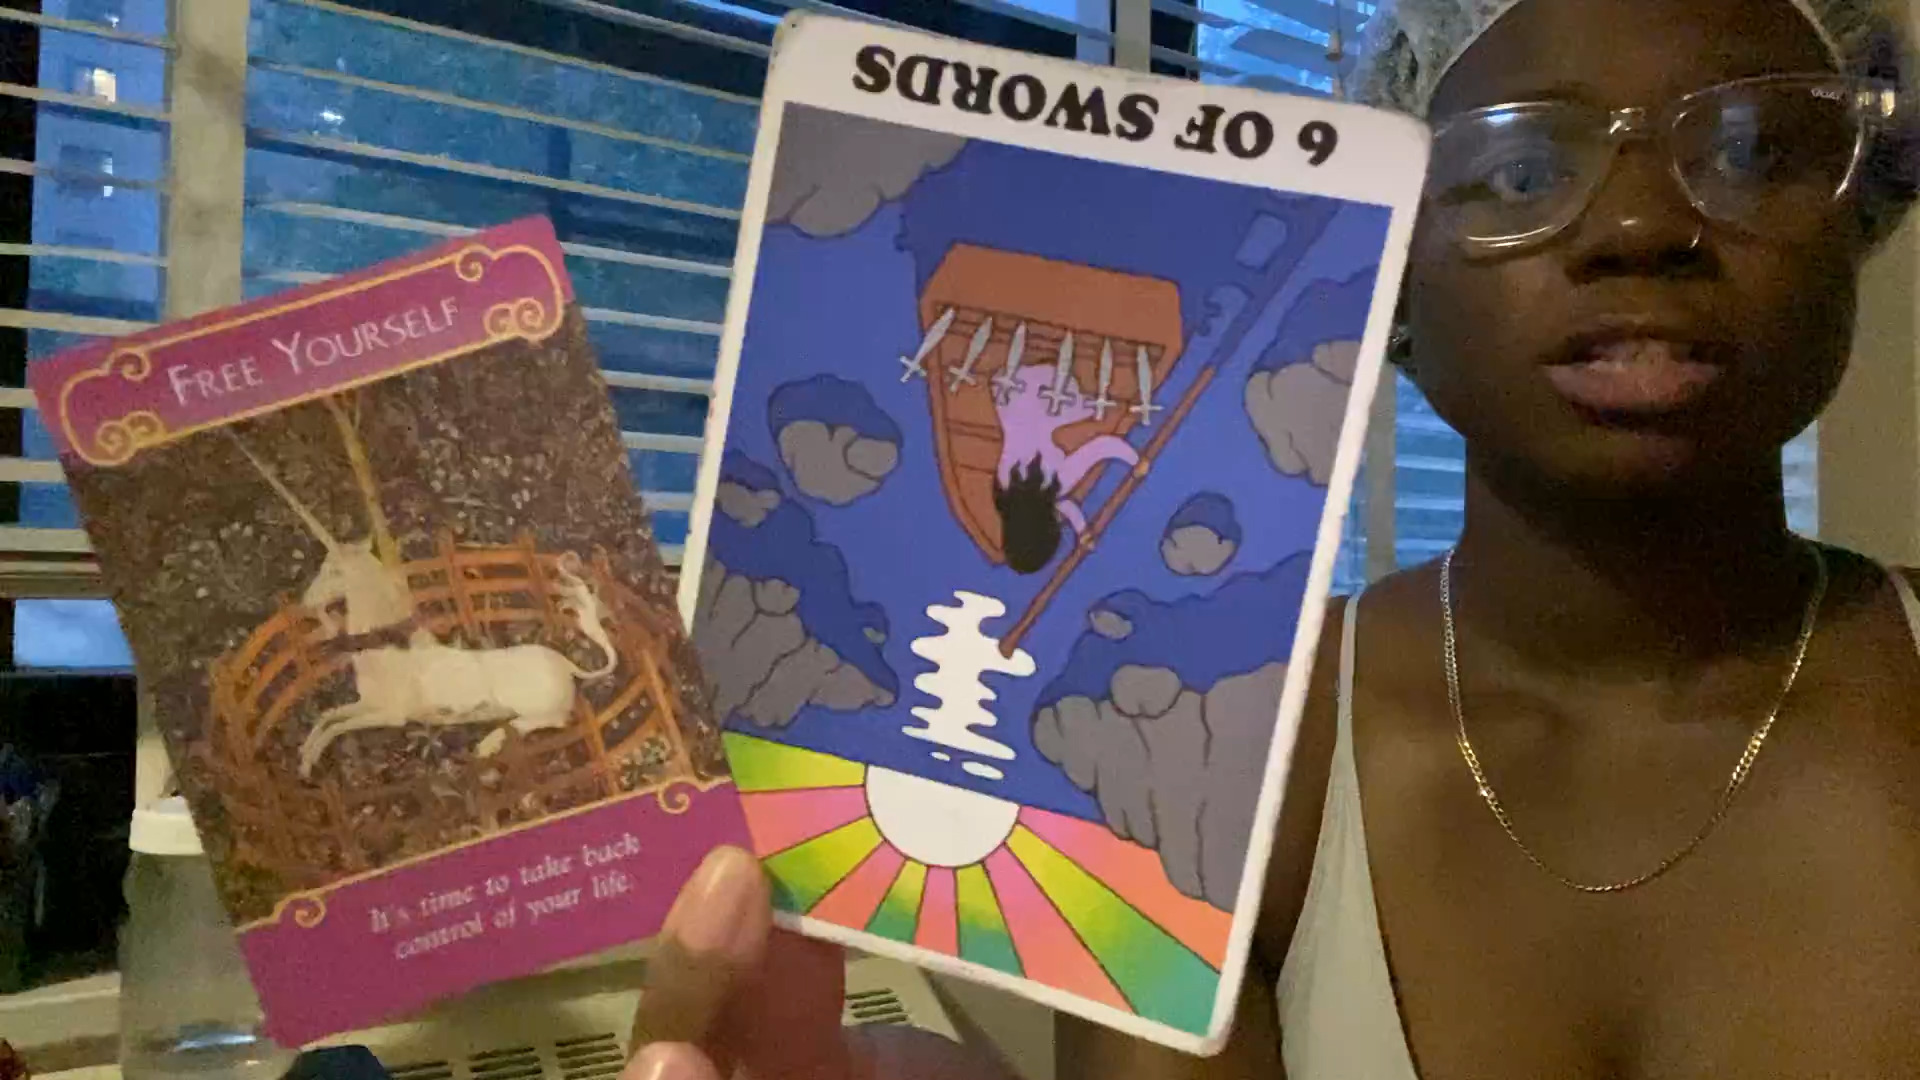 FREE YOURSELF
It's time to take back
control of your life.
6 OF SWORDS